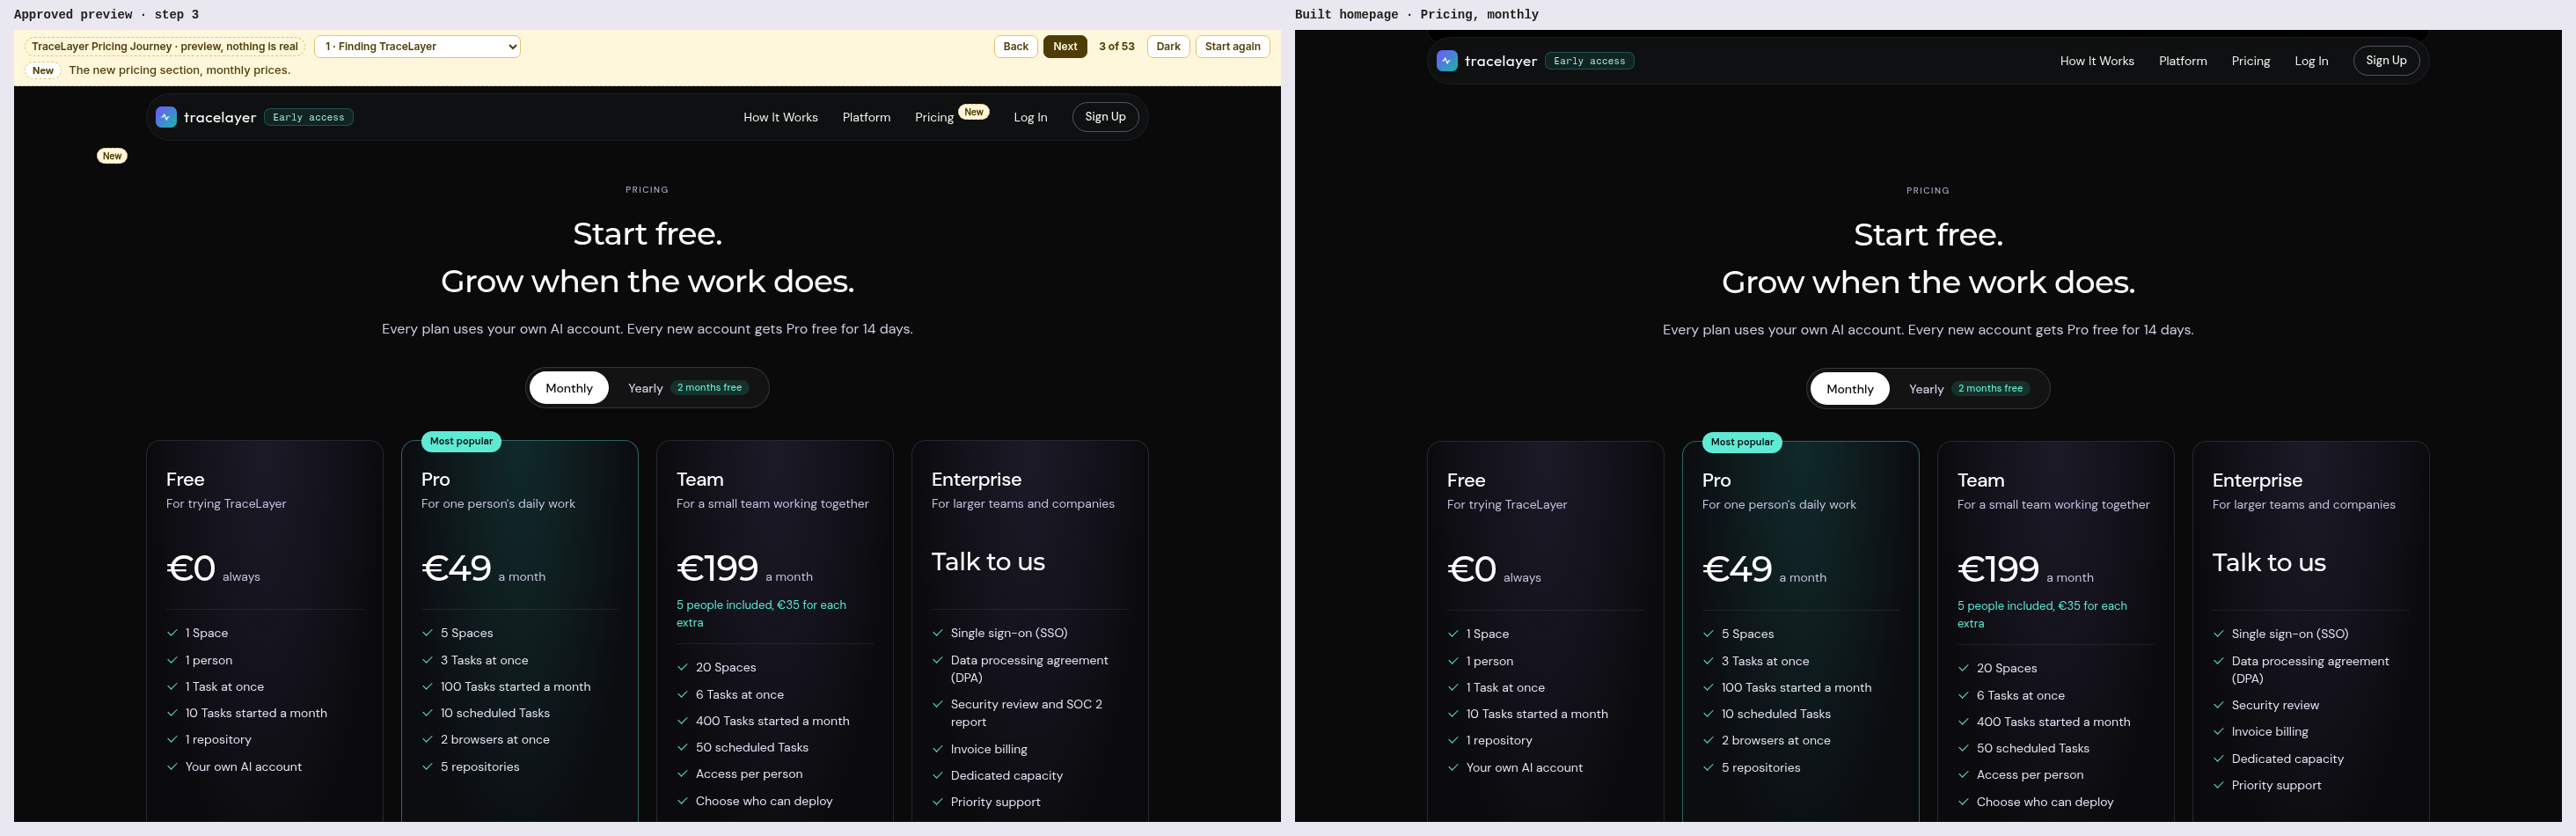 Approved preview · step 3
TraceLayer Pricing Journey · preview, nothing is real
1 · Finding TraceLayer
Back
Next
3 of 53
Dark
Start again
New
The new pricing section, monthly prices.
tracelayer
Early access
How It Works
Platform
Pricing
New
Log In
Sign Up
New
PRICING
Start free.
Grow when the work does.
Every plan uses your own AI account. Every new account gets Pro free for 14 days.
Monthly
Yearly
2 months free
Free
For trying TraceLayer
€0 always
1 Space
1 person
1 Task at once
10 Tasks started a month
1 repository
Your own AI account
Most popular
Pro
For one person's daily work
€49 a month
5 Spaces
3 Tasks at once
100 Tasks started a month
10 scheduled Tasks
2 browsers at once
5 repositories
Team
For a small team working together
€199 a month
5 people included, €35 for each
extra
20 Spaces
6 Tasks at once
400 Tasks started a month
50 scheduled Tasks
Access per person
Choose who can deploy
Enterprise
For larger teams and companies
Talk to us
Single sign-on (SSO)
Data processing agreement
(DPA)
Security review and SOC 2
report
Invoice billing
Dedicated capacity
Priority support
Built homepage · Pricing, monthly
tracelayer
Early access
How It Works
Platform
Pricing
Log In
Sign Up
PRICING
Start free.
Grow when the work does.
Every plan uses your own AI account. Every new account gets Pro free for 14 days.
Monthly
Yearly
2 months free
Free
For trying TraceLayer
€0 always
1 Space
1 person
1 Task at once
10 Tasks started a month
1 repository
Your own AI account
Most popular
Pro
For one person's daily work
€49 a month
5 Spaces
3 Tasks at once
100 Tasks started a month
10 scheduled Tasks
2 browsers at once
5 repositories
Team
For a small team working together
€199 a month
5 people included, €35 for each
extra
20 Spaces
6 Tasks at once
400 Tasks started a month
50 scheduled Tasks
Access per person
Choose who can deploy
Enterprise
For larger teams and companies
Talk to us
Single sign-on (SSO)
Data processing agreement
(DPA)
Security review
Invoice billing
Dedicated capacity
Priority support